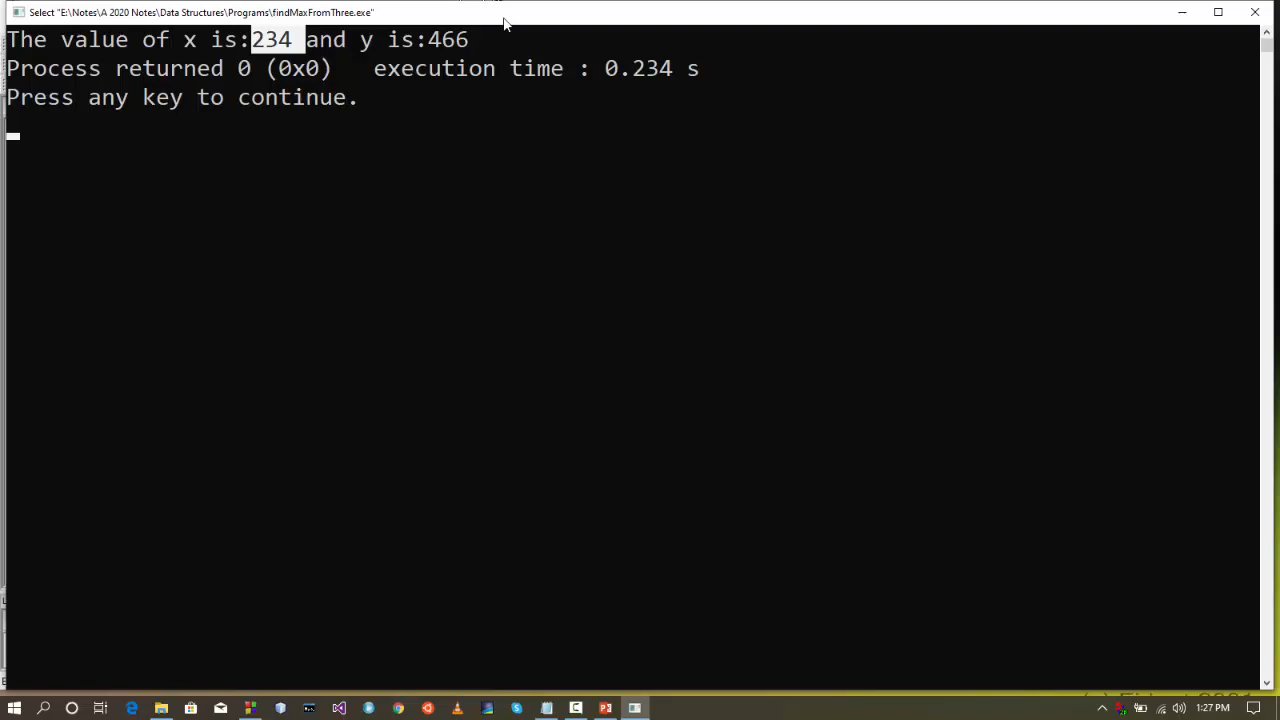 Select "E:\Notes\A 2020 Notes\Data Structures\Programs\findMaxFromThree.exe"
The value of x is:234 and y is:466
Process returned 0 (0x0)   execution time : 0.234 s
Press any key to continue.
1:27 PM